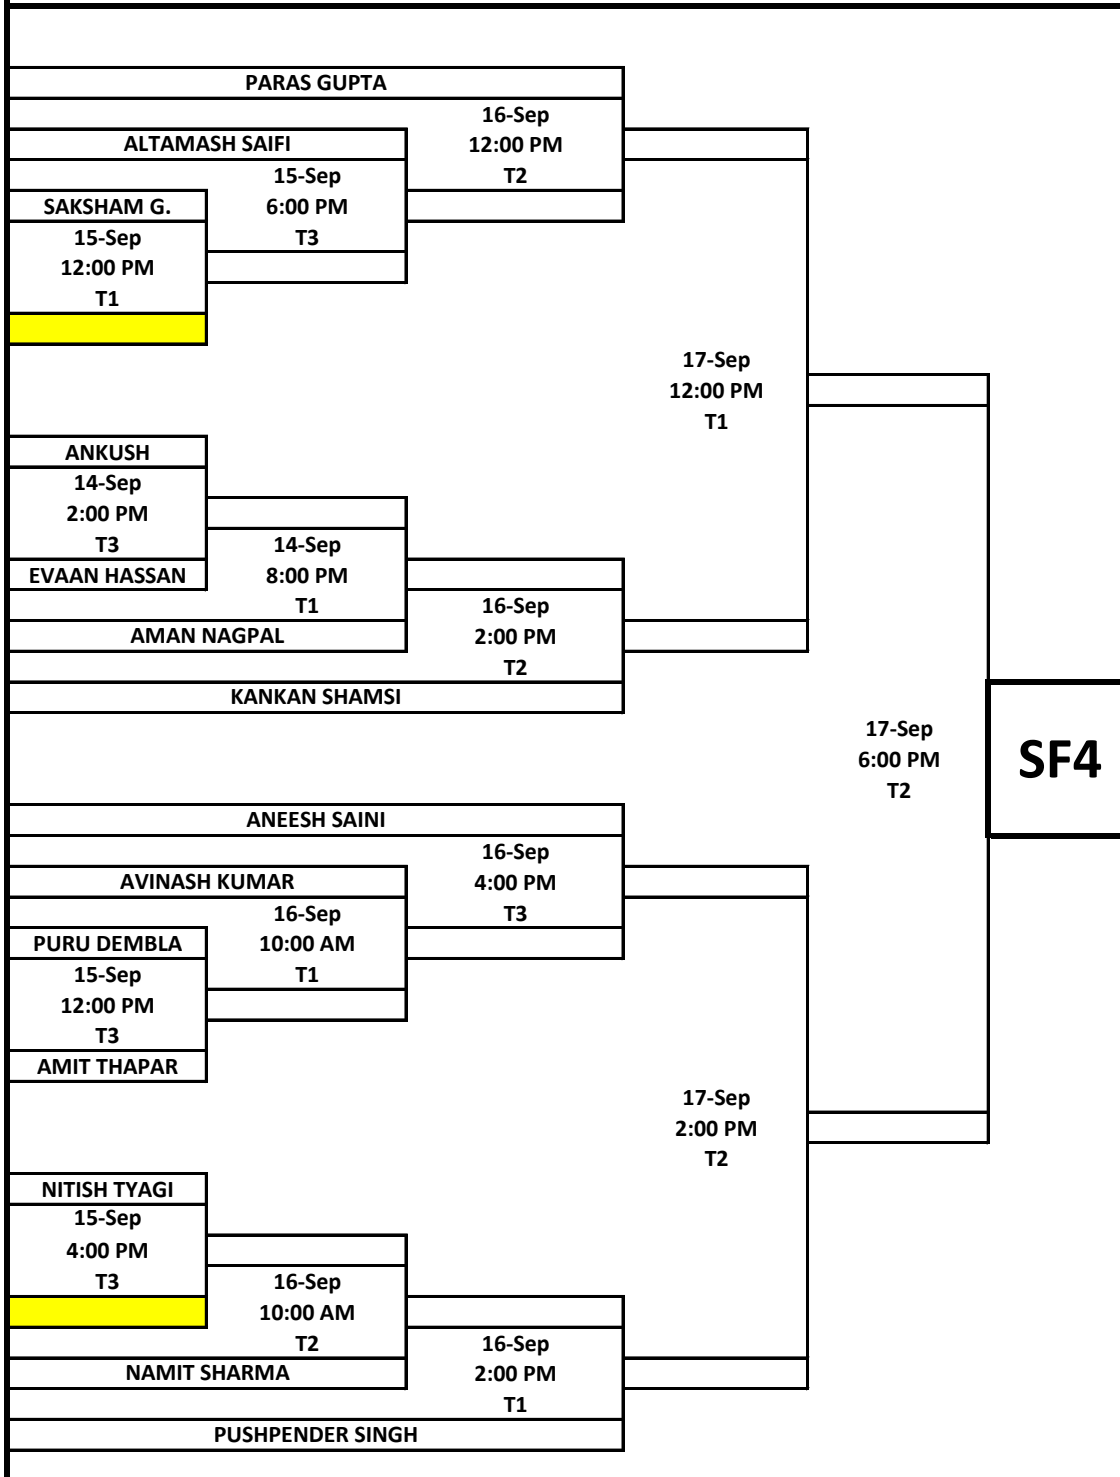 PARAS GUPTA
16-Sep
ALTAMASH SAIFI
12:00 PM
15-Sep
T2
SAKSHAM G.
6:00 PM
15-Sep
T3
12:00 PM
T1
17-Sep
12:00 PM
T1
ANKUSH
14-Sep
2:00 PM
T3
14-Sep
EVAAN HASSAN
8:00 PM
T1
16-Sep
AMAN NAGPAL
2:00 PM
T2
KANKAN SHAMSI
17-Sep
6:00 PM
T2
SF4
ANEESH SAINI
16-Sep
AVINASH KUMAR
4:00 PM
16-Sep
T3
PURU DEMBLA
10:00 AM
15-Sep
T1
12:00 PM
T3
AMIT THAPAR
17-Sep
2:00 PM
T2
NITISH TYAGI
15-Sep
4:00 PM
T3
16-Sep
10:00 AM
T2
16-Sep
NAMIT SHARMA
2:00 PM
T1
PUSHPENDER SINGH